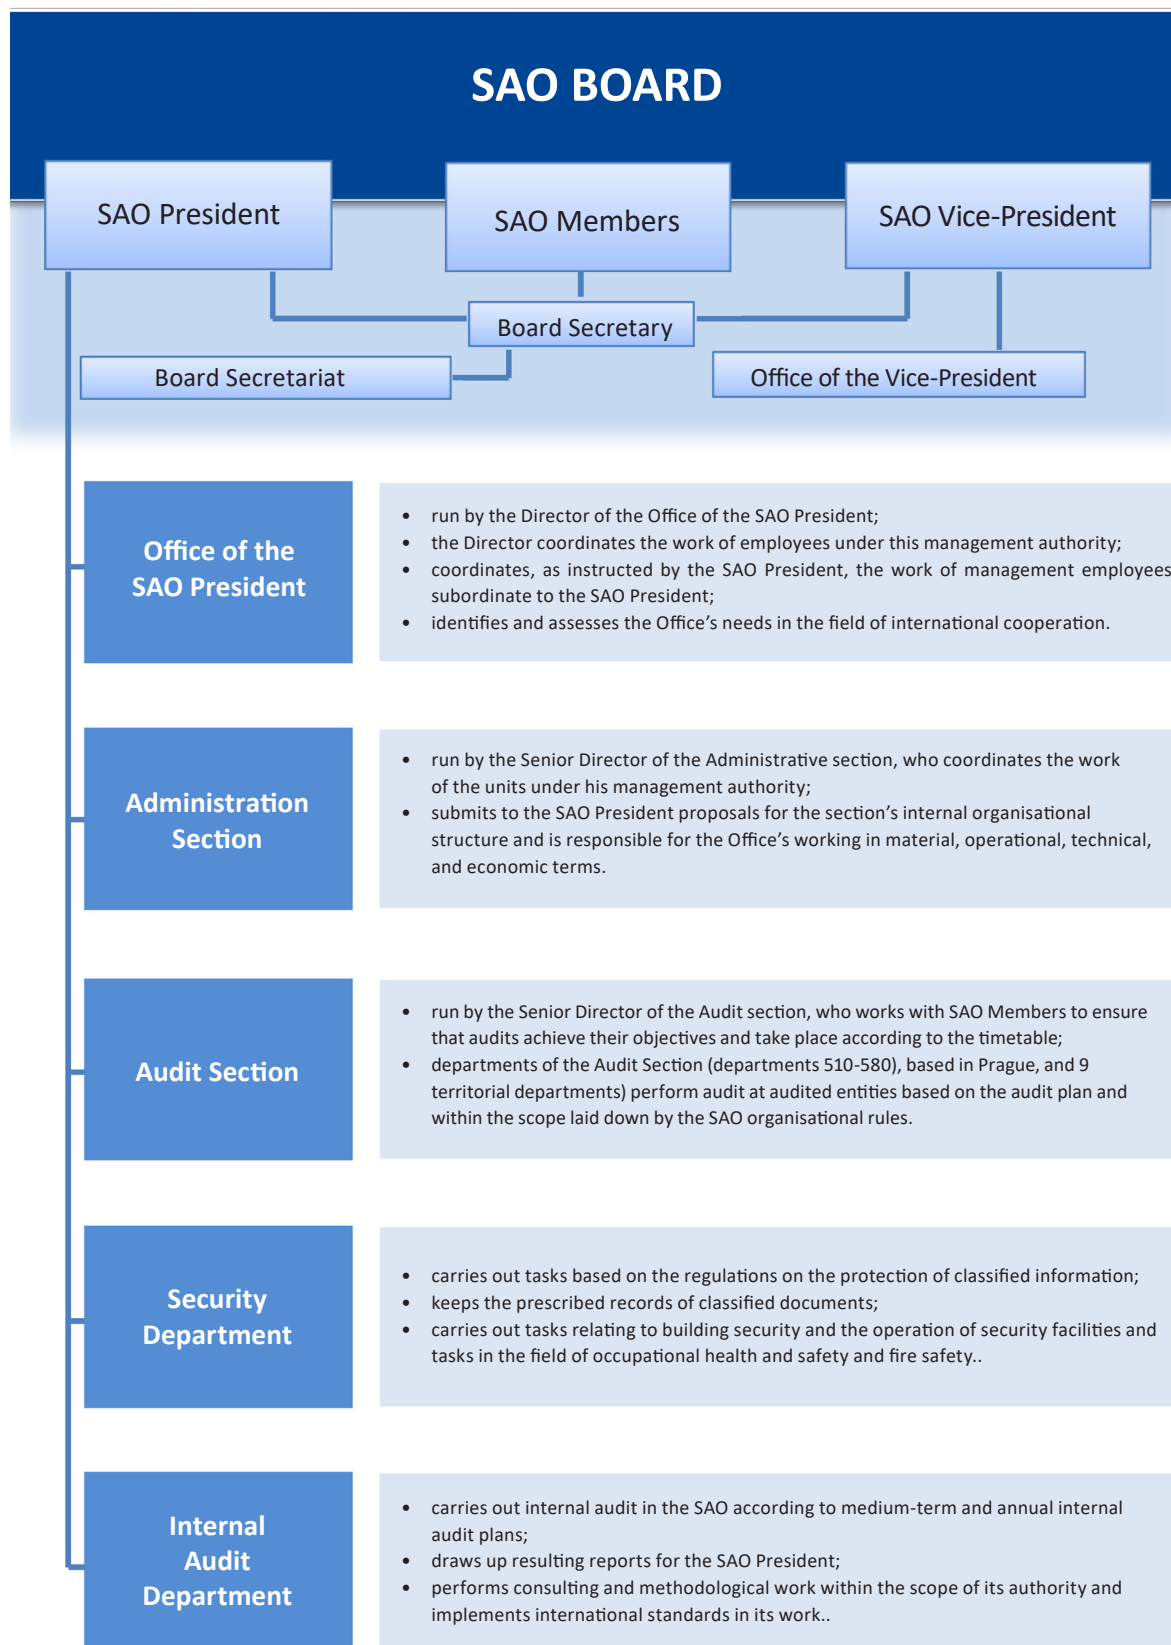 SAO BOARD
SAO President
SAO Members
SAO Vice-President
Board Secretary
Board Secretariat
Office of the Vice-President
Office of the
SAO President
• run by the Director of the Office of the SAO President;
• the Director coordinates the work of employees under this management authority;
• coordinates, as instructed by the SAO President, the work of management employees
subordinate to the SAO President;
• identifies and assesses the Office's needs in the field of international cooperation.
Administration
Section
• run by the Senior Director of the Administrative section, who coordinates the work
of the units under his management authority;
• submits to the SAO President proposals for the section's internal organisational
structure and is responsible for the Office's working in material, operational, technical,
and economic terms.
Audit Section
• run by the Senior Director of the Audit section, who works with SAO Members to ensure
that audits achieve their objectives and take place according to the timetable;
• departments of the Audit Section (departments 510-580), based in Prague, and 9
territorial departments) perform audit at audited entities based on the audit plan and
within the scope laid down by the SAO organisational rules.
Security
Department
• carries out tasks based on the regulations on the protection of classified information;
• keeps the prescribed records of classified documents;
• carries out tasks relating to building security and the operation of security facilities and
tasks in the field of occupational health and safety and fire safety..
Internal
Audit
Department
• carries out internal audit in the SAO according to medium-term and annual internal
audit plans;
• draws up resulting reports for the SAO President;
• performs consulting and methodological work within the scope of its authority and
implements international standards in its work..